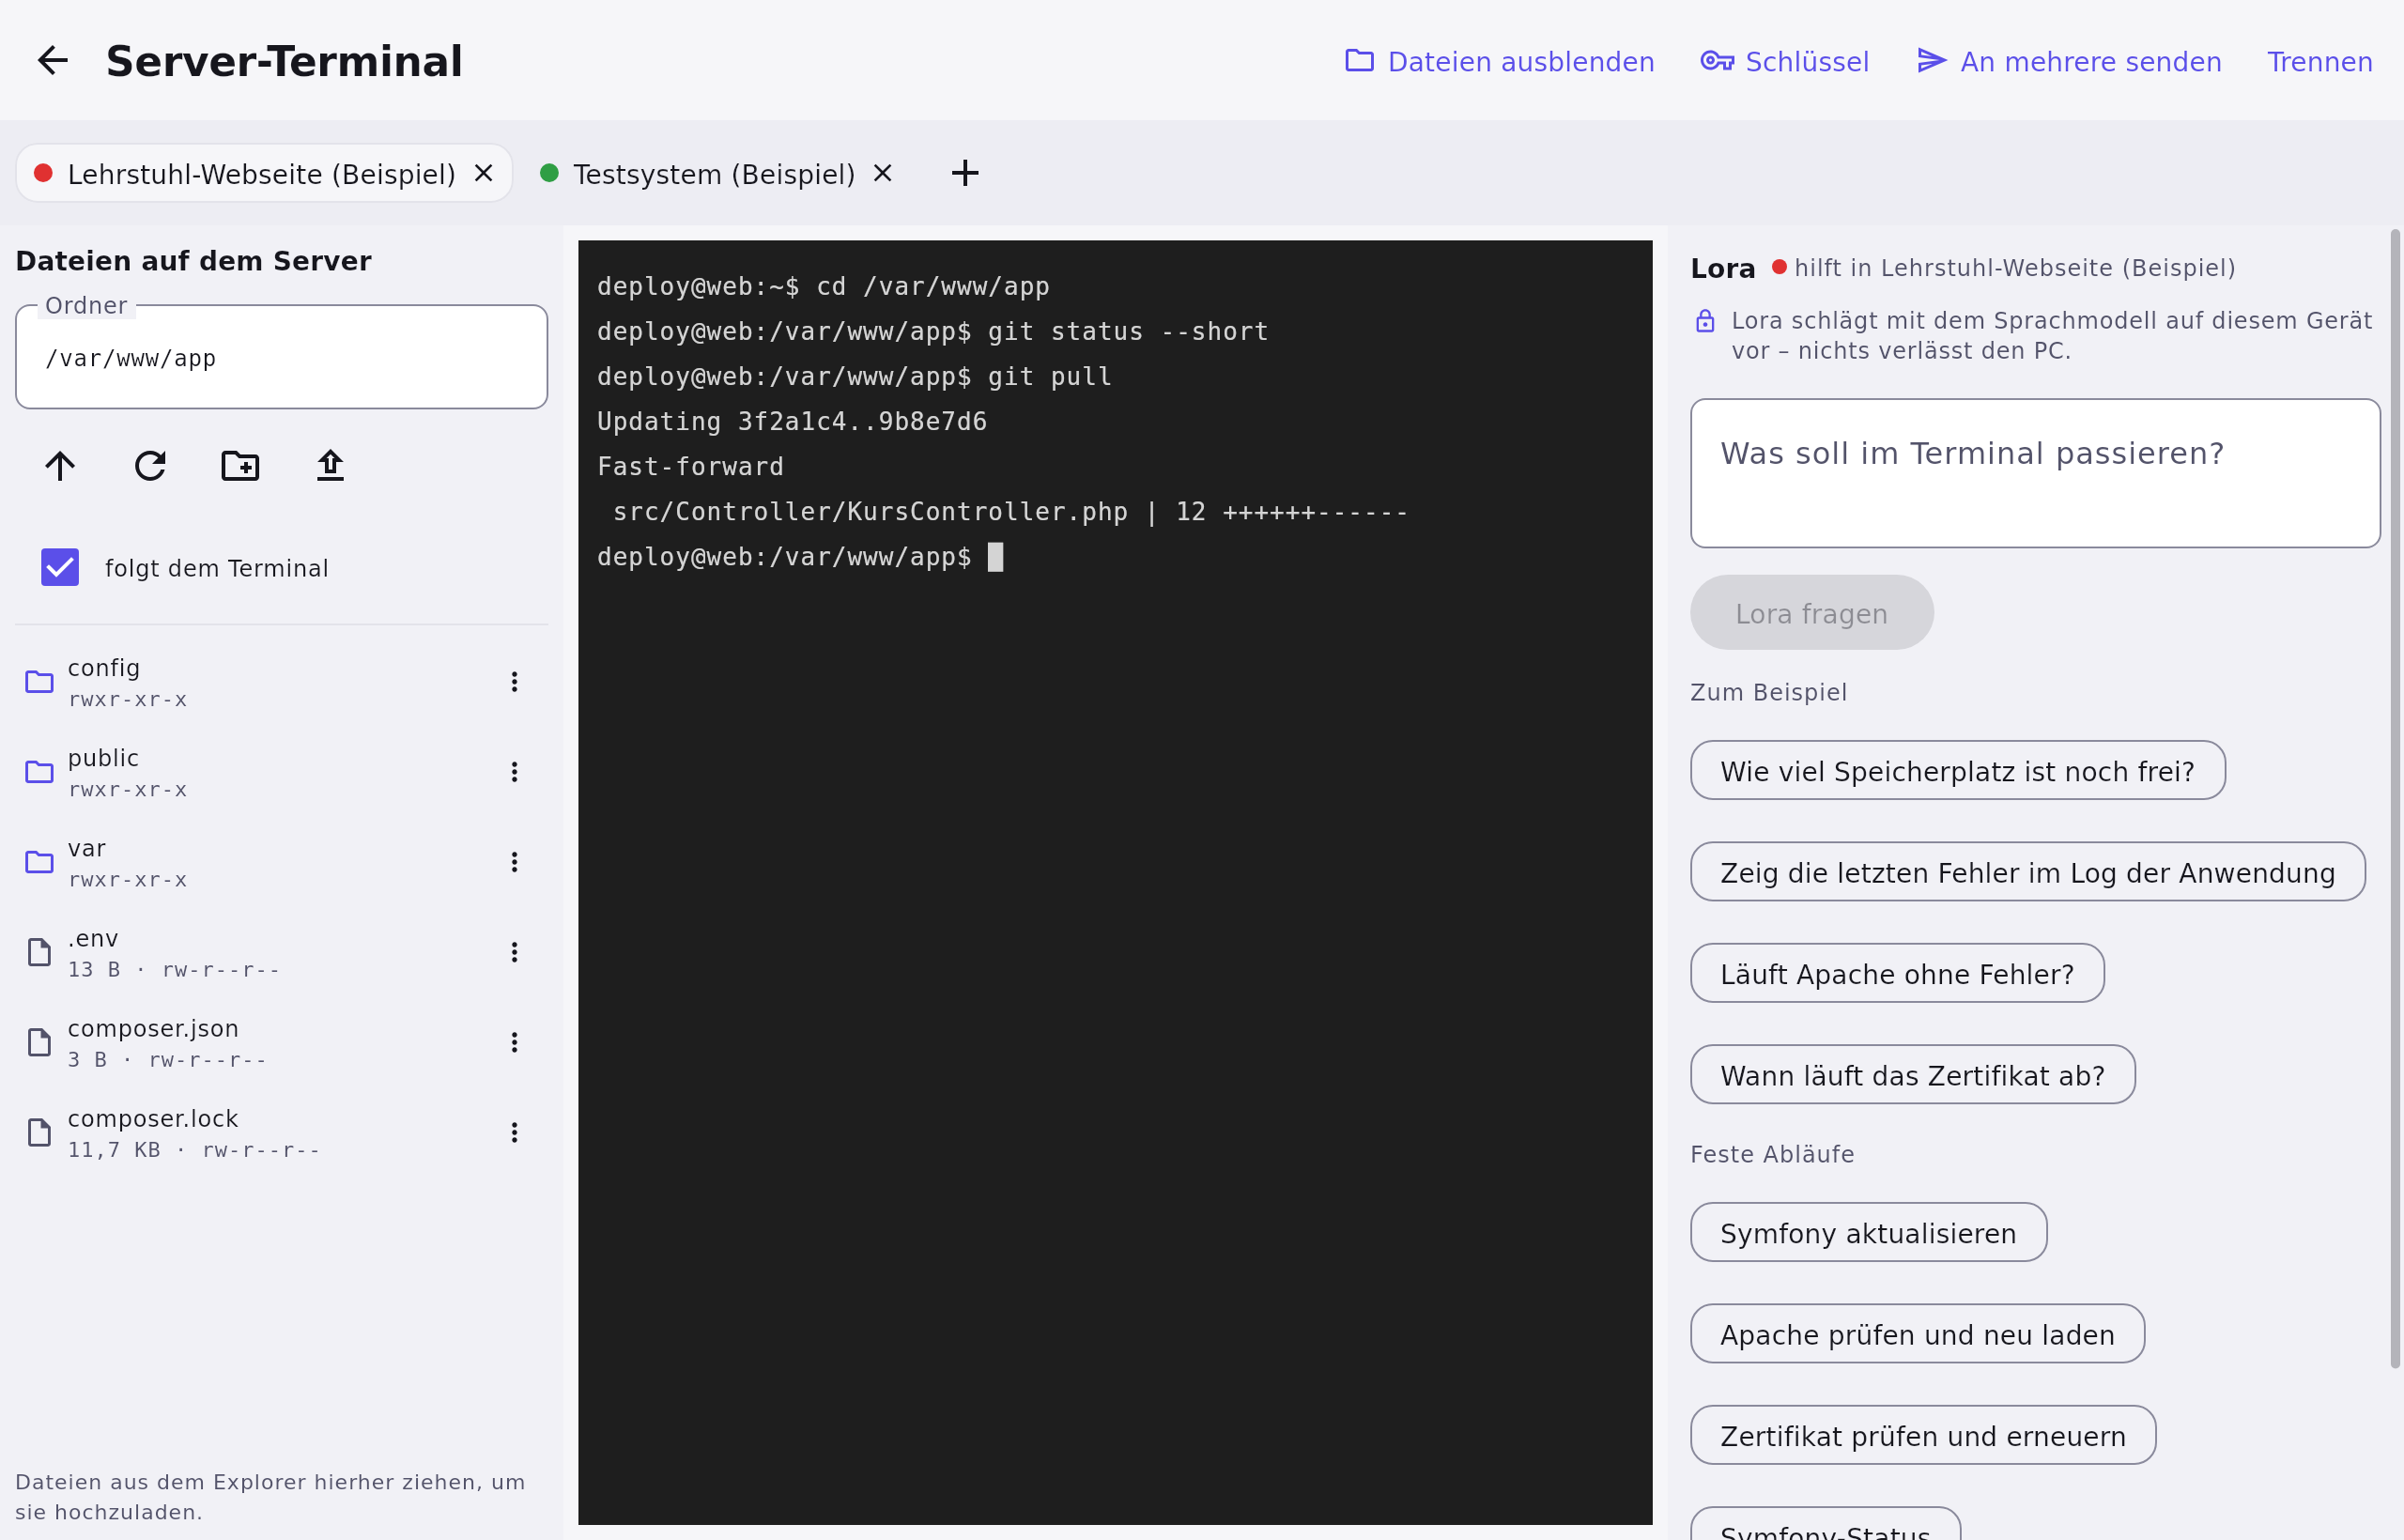 Server-Terminal
Dateien ausblenden
Schlüssel
An mehrere senden
Trennen
Lehrstuhl-Webseite (Beispiel)
Testsystem (Beispiel)
Dateien auf dem Server
Ordner
/var/www/app
folgt dem Terminal
config
rwxr-xr-x
public
rwxr-xr-x
var
rwxr-xr-x
.env
13 B · rw-r--r--
composer.json
3 B · rw-r--r--
composer.lock
11,7 KB · rw-r--r--
Dateien aus dem Explorer hierher ziehen, um
sie hochzuladen.
deploy@web:~$ cd /var/www/app
deploy@web:/var/www/app$ git status --short
deploy@web:/var/www/app$ git pull
Updating 3f2a1c4..9b8e7d6
Fast-forward
 src/Controller/KursController.php | 12 ++++++------
deploy@web:/var/www/app$
Lora hilft in Lehrstuhl-Webseite (Beispiel)
Lora schlägt mit dem Sprachmodell auf diesem Gerät
vor – nichts verlässt den PC.
Was soll im Terminal passieren?
Lora fragen
Zum Beispiel
Wie viel Speicherplatz ist noch frei?
Zeig die letzten Fehler im Log der Anwendung
Läuft Apache ohne Fehler?
Wann läuft das Zertifikat ab?
Feste Abläufe
Symfony aktualisieren
Apache prüfen und neu laden
Zertifikat prüfen und erneuern
Symfony-Status